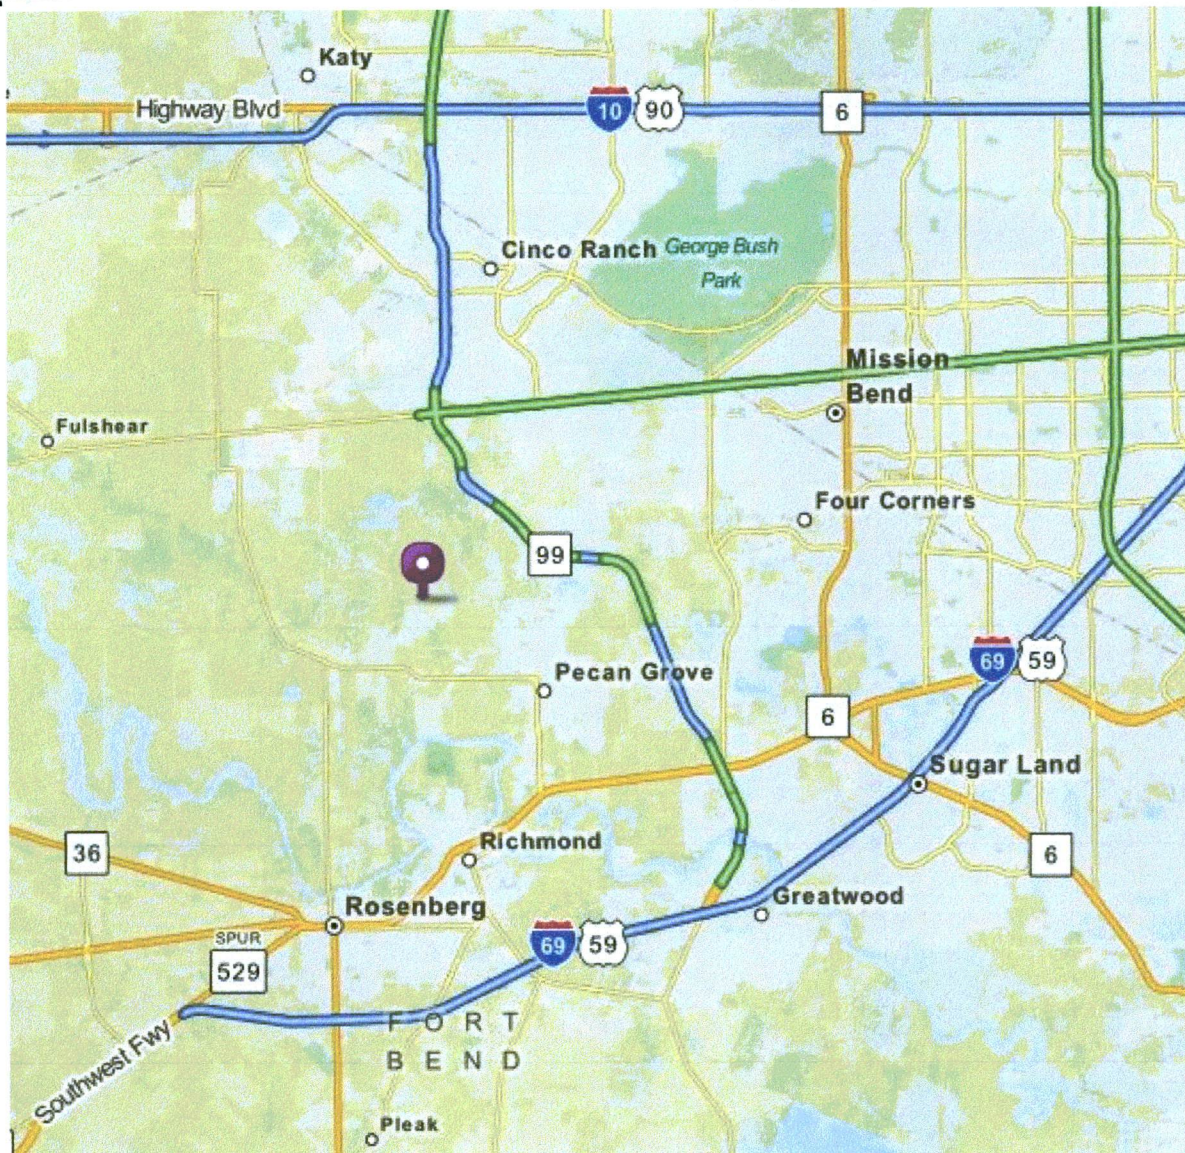 Katy
Highway Blvd
10
90
6
Cinco Ranch
George Bush
Park
Mission
Bend
Fulshear
Four Corners
99
69
59
Pecan Grove
6
Sugar Land
36
Richmond
6
Rosenberg
Greatwood
SPUR
529
69
59
FORT
BEND
Southwest Fwy
Pleak